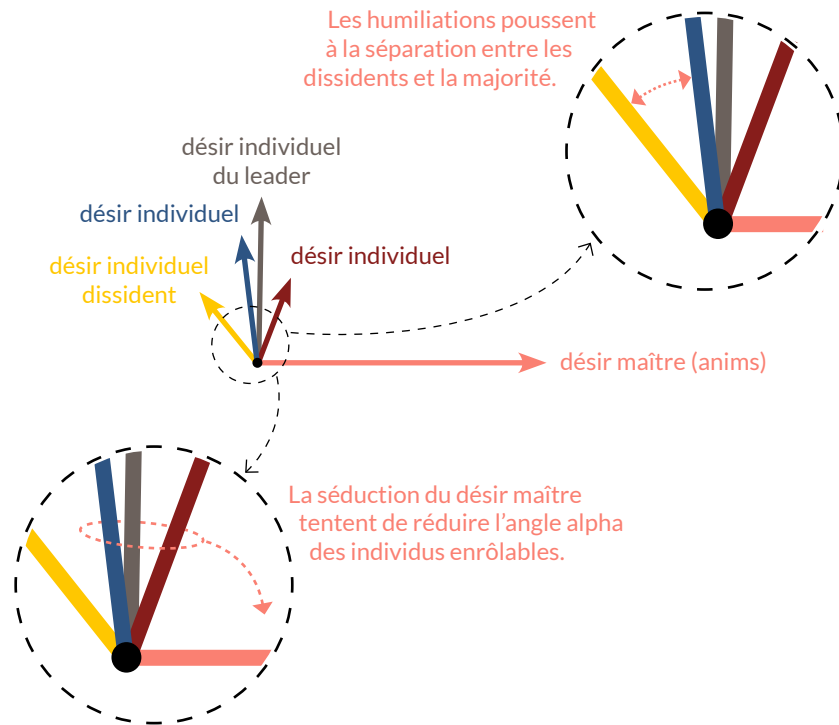 Les humiliations poussent
à la séparation entre les
dissidents et la majorité.
désir individuel
du leader
désir individuel
désir individuel
désir individuel
dissident
désir maître (anims)
La séduction du désir maître
tentent de réduire l'angle alpha
des individus enrôlables.